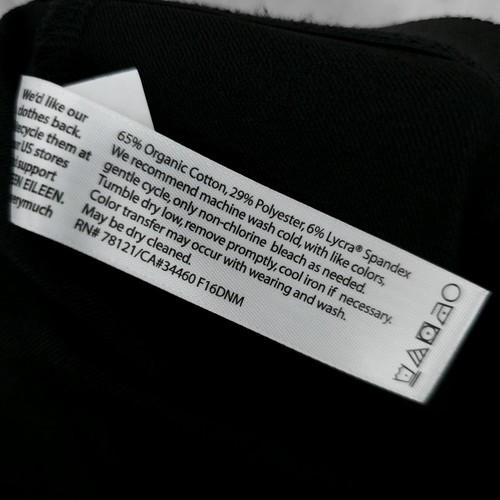 We'd like our
clothes back.
recycle them at
our US stores
support
EILEEN.
very much
65% Organic Cotton, 29% Polyester, 6% Lycra® Spandex
We recommend machine wash cold, with like colors,
gentle cycle, only non-chlorine bleach as needed.
Tumble dry low, remove promptly, cool iron if necessary.
Color transfer may occur with wearing and wash.
May be dry cleaned.
RN# 78121/CA#34460 F16DNM